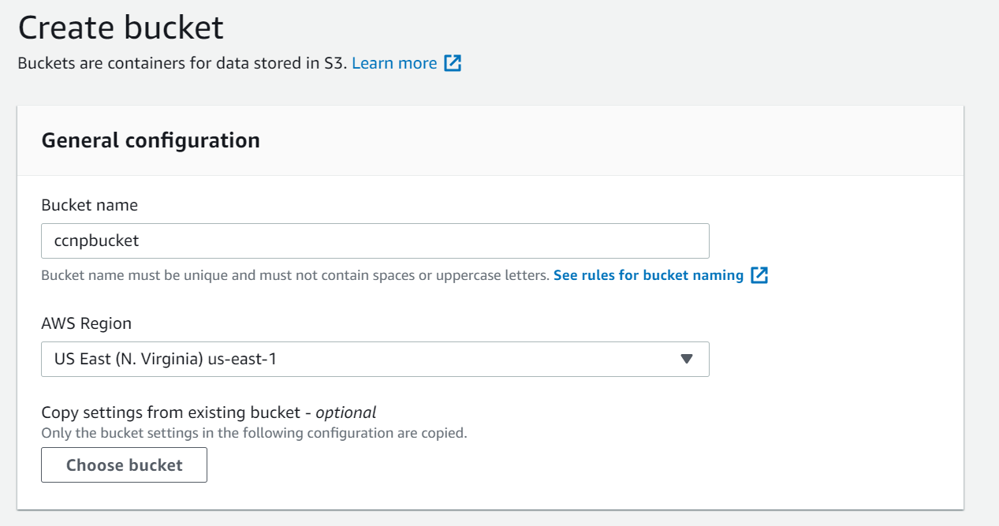 Create bucket
Buckets are containers for data stored in S3. Learn more
General configuration
Bucket name
ccnpbucket
Bucket name must be unique and must not contain spaces or uppercase letters. See rules for bucket naming
AWS Region
US East (N. Virginia) us-east-1
Copy settings from existing bucket - optional
Only the bucket settings in the following configuration are copied.
Choose bucket